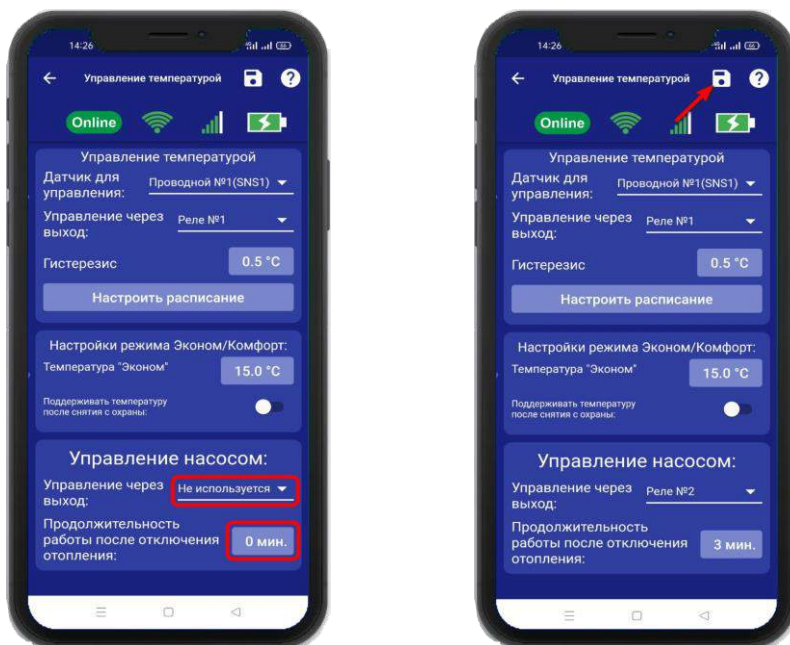 14:26
Управление температурой
Online
Управление температурой
Датчик для
управления:
Проводной №1(SNS1)
Управление через
выход:
Реле №1
Гистерезис
0.5 °C
Настроить расписание
Настройки режима Эконом/Комфорт:
Температура "Эконом"
15.0 °C
Поддерживать температуру
после снятия с охраны:
Управление насосом:
Управление через
выход:
Не используется
Продолжительность
работы после отключения
отопления:
0 мин.
14:26
Управление температурой
Online
Управление температурой
Датчик для
управления:
Проводной №1(SNS1)
Управление через
выход:
Реле №1
Гистерезис
0.5 °C
Настроить расписание
Настройки режима Эконом/Комфорт:
Температура "Эконом"
15.0 °C
Поддерживать температуру
после снятия с охраны:
Управление насосом:
Управление через
выход:
Реле №2
Продолжительность
работы после отключения
отопления:
3 мин.